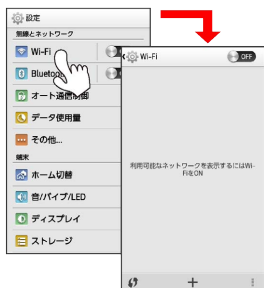 設定
無線とネットワーク
Wi-Fi
Bluetoo
オート通信制御
データ使用量
その他...
端末
ホーム切替
音/バイブ/LED
ディスプレイ
ストレージ
Wi-Fi
OFF
利用可能なネットワークを表示するにはWi-
FiをON